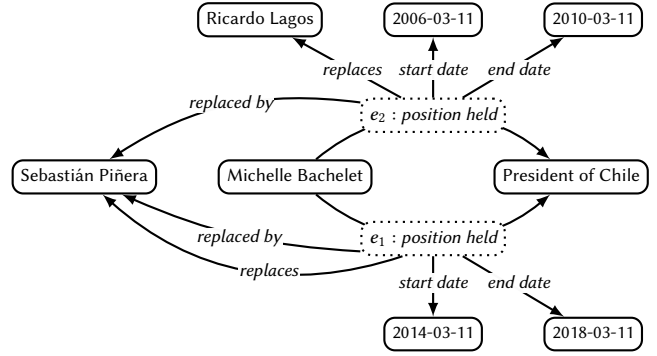 Ricardo Lagos
2006-03-11
2010-03-11
replaces
start date
end date
replaced by
e2 : position held
Sebastián Piñera
Michelle Bachelet
President of Chile
replaced by
e1 : position held
replaces
start date
end date
2014-03-11
2018-03-11